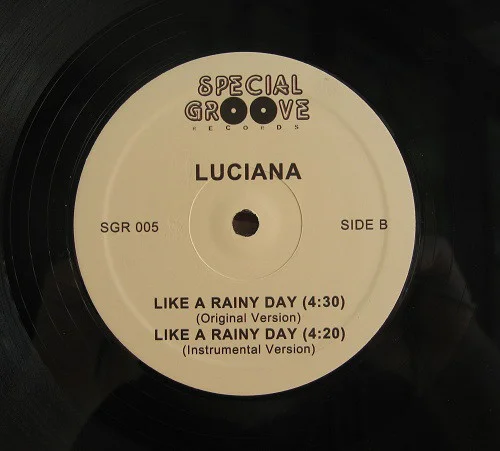 SPECIAL
GROOVE
RECORDS
LUCIANA
SGR 005
SIDE B
LIKE A RAINY DAY (4:30)
(Original Version)
LIKE A RAINY DAY (4:20)
(Instrumental Version)